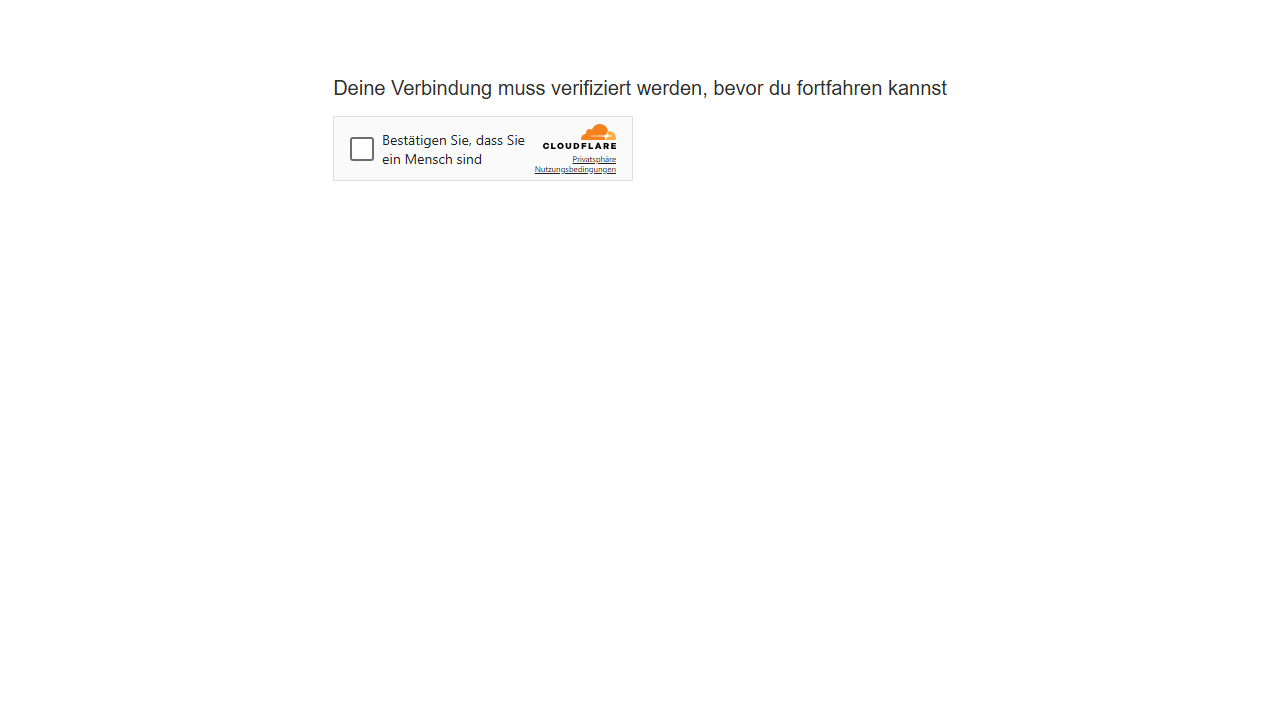 Deine Verbindung muss verifiziert werden, bevor du fortfahren kannst
Bestätigen Sie, dass Sie
ein Mensch sind
CLOUDFLARE
Privatsphäre
Nutzungsbedingungen